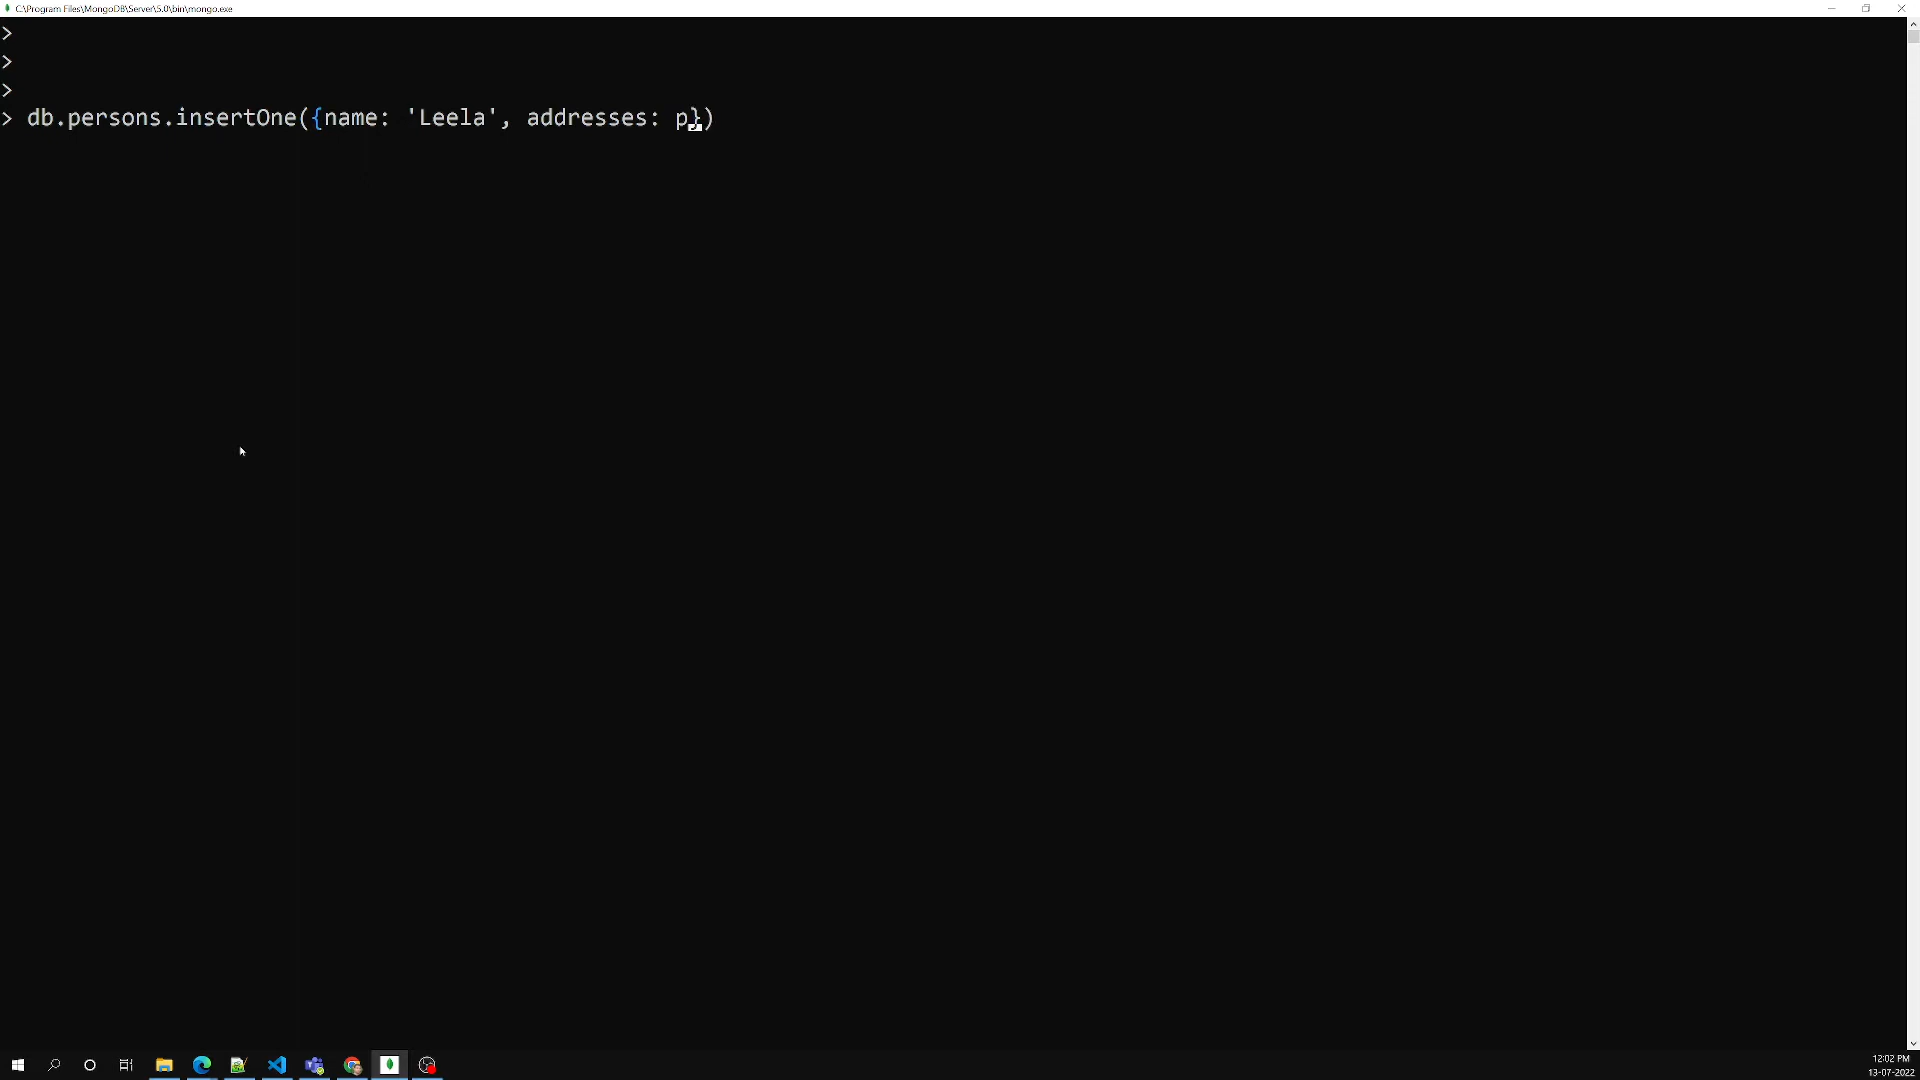 C:\Program Files\MongoDB\Server\5.0\bin\mongo.exe
>
>
>
> db.persons.insertOne({name: 'Leela', addresses: p})
12:02 PM
13-07-2022